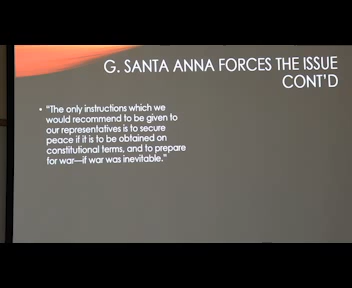 G. SANTA ANNA FORCES THE ISSUE
CONT'D
▪ "The only instructions which we
would recommend to be given to
our representatives is to secure
peace if it is to be obtained on
constitutional terms, and to prepare
for war—if war was inevitable."